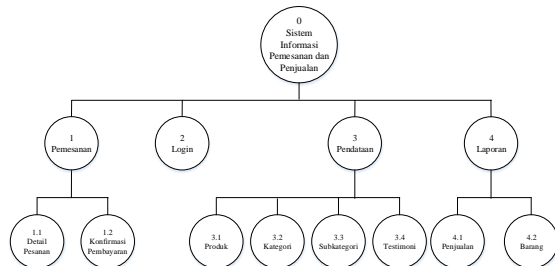 0
Sistem
Informasi
Pemesanan dan
Penjualan
1
Pemesanan
2
Login
3
Pendataan
4
Laporan
1.1
Detail
Pesanan
1.2
Konfirmasi
Pembayaran
3.1
Produk
3.2
Kategori
3.3
Subkategori
3.4
Testimoni
4.1
Penjualan
4.2
Barang